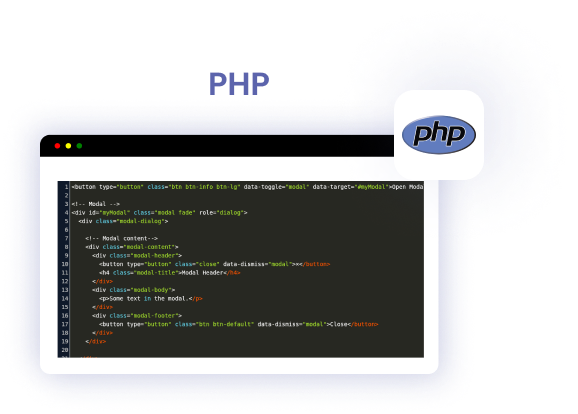 PHP
php
1 <button type="button" class="btn btn-info btn-lg" data-toggle="modal" data-target="#myModal">Open Moda
2
3 <!-- Modal -->
4 <div id="myModal" class="modal fade" role="dialog">
5 <div class="modal-dialog">
6
7 <!-- Modal content-->
8 <div class="modal-content">
9 <div class="modal-header">
10 <button type="button" class="close" data-dismiss="modal">×</button>
11 <h4 class="modal-title">Modal Header</h4>
12 </div>
13 <div class="modal-body">
14 <p>Some text in the modal.</p>
15 </div>
16 <div class="modal-footer">
17 <button type="button" class="btn btn-default" data-dismiss="modal">Close</button>
18 </div>
19 </div>
20